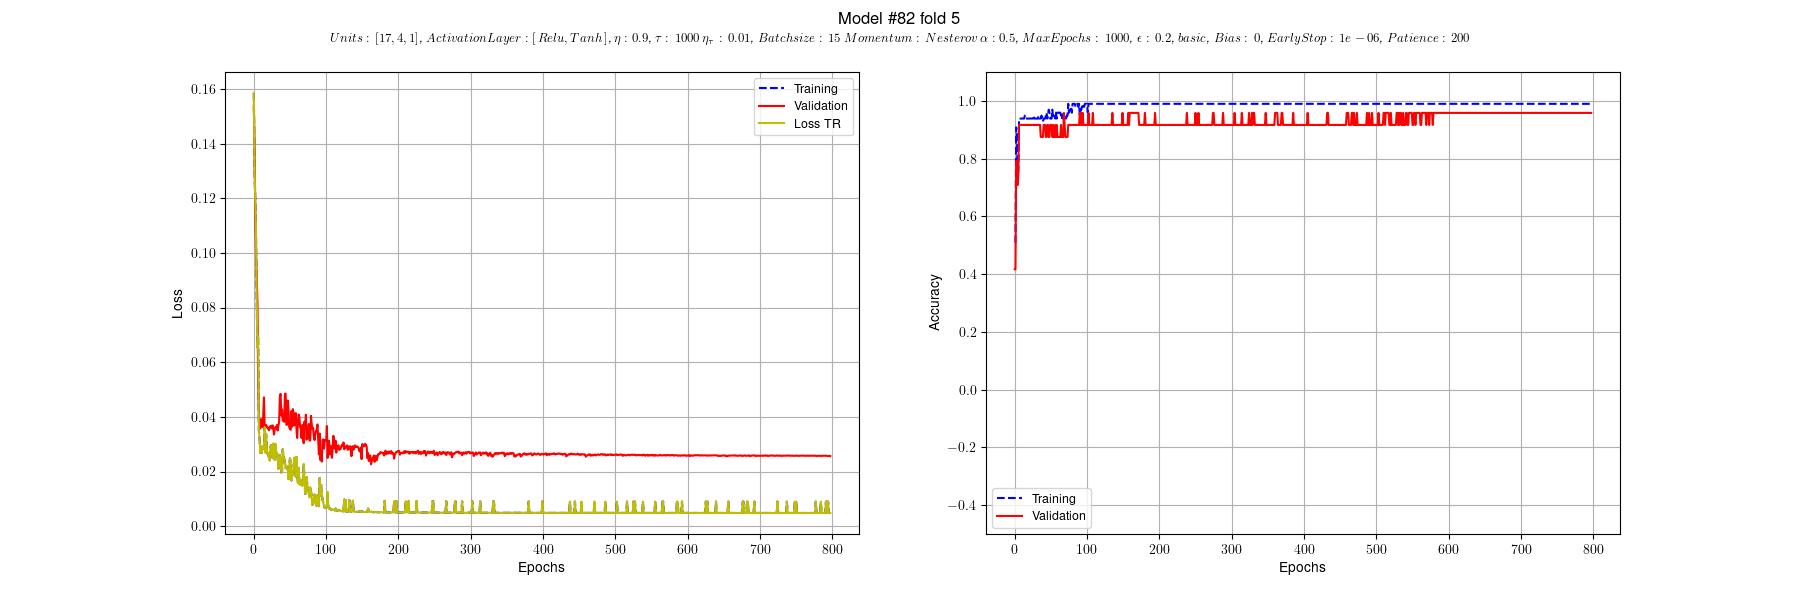 Model #82 fold 5
Units : [17, 4, 1], ActivationLayer : [Relu, Tanh], η : 0.9, τ : 1000 η_τ : 0.01, Batchsize : 15 Momentum : Nesterov α : 0.5, MaxEpochs : 1000, ϵ : 0.2, basic, Bias : 0, EarlyStop : 1e − 06, Patience : 200
0.16
0.14
0.12
0.10
0.08
0.06
0.04
0.02
0.00
Loss
Training
Validation
Loss TR
0 100 200 300 400 500 600 700 800
Epochs
1.0
0.8
0.6
0.4
0.2
0.0
−0.2
−0.4
Accuracy
Training
Validation
0 100 200 300 400 500 600 700 800
Epochs